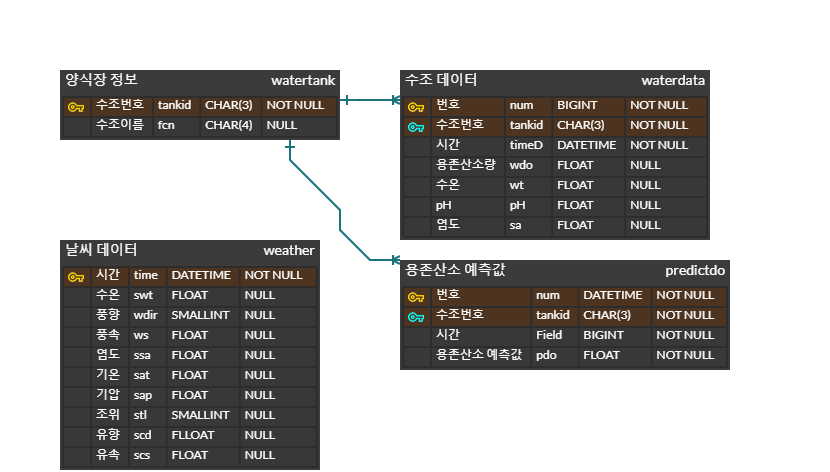 양식장 정보 watertank
수조번호 tankid CHAR(3) NOT NULL
수조이름 fcn CHAR(4) NULL
수조 데이터 waterdata
번호 num BIGINT NOT NULL
수조번호 tankid CHAR(3) NOT NULL
시간 timeD DATETIME NOT NULL
용존산소량 wdo FLOAT NULL
수온 wt FLOAT NULL
pH pH FLOAT NULL
염도 sa FLOAT NULL
날씨 데이터 weather
시간 time DATETIME NOT NULL
수온 swt FLOAT NULL
풍향 wdir SMALLINT NULL
풍속 ws FLOAT NULL
염도 ssa FLOAT NULL
기온 sat FLOAT NULL
기압 sap FLOAT NULL
조위 stl SMALLINT NULL
유향 scd FLLOAT NULL
유속 scs FLOAT NULL
용존산소 예측값 predictdo
번호 num DATETIME NOT NULL
수조번호 tankid CHAR(3) NOT NULL
시간 Field BIGINT NOT NULL
용존산소 예측값 pdo FLOAT NOT NULL